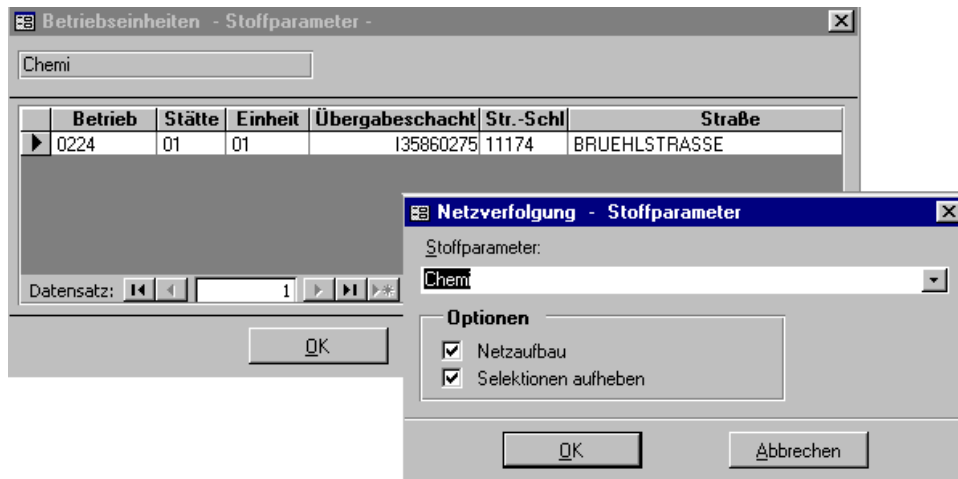 Betriebseinheiten - Stoffparameter -
Chemi
Betrieb Stätte Einheit Übergabeschacht Str.-Schl Straße
0224 01 01 I35860275 11174 BRUEHLSTRASSE
Datensatz: 1
OK
Netzverfolgung - Stoffparameter
Stoffparameter:
Chemi
Optionen
Netzaufbau
Selektionen aufheben
OK Abbrechen